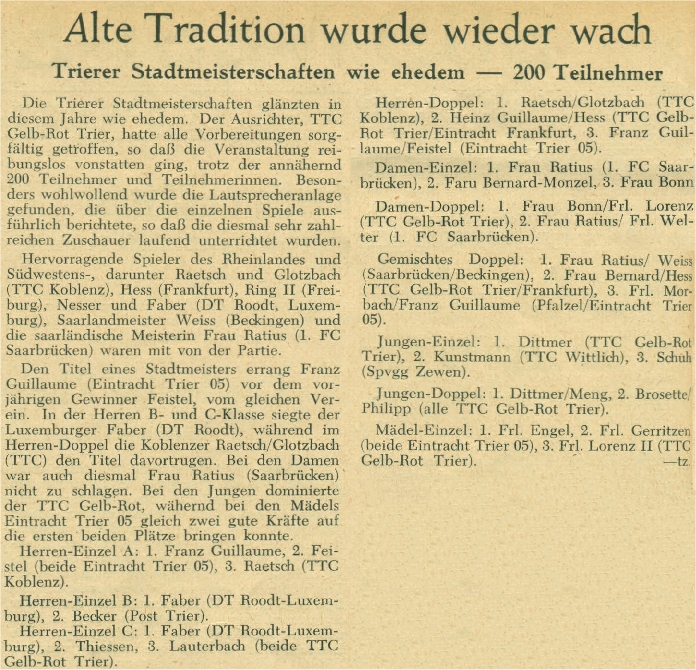 Alte Tradition wurde wieder wach
Trierer Stadtmeisterschaften wie ehedem — 200 Teilnehmer
Die Trierer Stadtmeisterschaften glänzten in
diesem Jahre wie ehedem. Der Ausrichter, TTC
Gelb-Rot Trier, hatte alle Vorbereitungen sorg-
fältig getroffen, so daß die Veranstaltung rei-
bungslos vonstatten ging, trotz der annähernd
200 Teilnehmer und Teilnehmerinnen. Beson-
ders wohlwollend wurde die Lautsprecheranlage
gefunden, die über die einzelnen Spiele aus-
führlich berichtete, so daß die diesmal sehr zahl-
reichen Zuschauer laufend unterrichtet wurden.
Hervorragende Spieler des Rheinlandes und
Südwestens-, darunter Raetsch und Glotzbach
(TTC Koblenz), Hess (Frankfurt), Ring II (Frei-
burg), Nesser und Faber (DT Roodt, Luxem-
burg), Saarlandmeister Weiss (Beckingen) und
die saarländische Meisterin Frau Ratius (1. FC
Saarbrücken) waren mit von der Partie.
Den Titel eines Stadtmeisters errang Franz
Guillaume (Eintracht Trier 05) vor dem vor-
jährigen Gewinner Feistel, vom gleichen Ver-
ein. In der Herren B- und C-Klasse siegte der
Luxemburger Faber (DT Roodt), während im
Herren-Doppel die Koblenzer Raetsch/Glotzbach
(TTC) den Titel davortrugen. Bei den Damen
war auch diesmal Frau Ratius (Saarbrücken)
nicht zu schlagen. Bei den Jungen dominierte
der TTC Gelb-Rot, wähernd bei den Mädels
Eintracht Trier 05 gleich zwei gute Kräfte auf
die ersten beiden Plätze bringen konnte.
Herren-Einzel A: 1. Franz Guillaume, 2. Fei-
stel (beide Eintracht Trier 05), 3. Raetsch (TTC
Koblenz).
Herren-Einzel B: 1. Faber (DT Roodt-Luxem-
burg), 2. Becker (Post Trier).
Herren-Einzel C: 1. Faber (DT Roodt-Luxem-
burg), 2. Thiessen, 3. Lauterbach (beide TTC
Gelb-Rot Trier).
Herren-Doppel: 1. Raetsch/Glotzbach (TTC
Koblenz), 2. Heinz Guillaume/Hess (TTC Gelb-
Rot Trier/Eintracht Frankfurt, 3. Franz Guil-
laume/Feistel (Eintracht Trier 05).
Damen-Einzel: 1. Frau Ratius (1. FC Saar-
brücken), 2. Faru Bernard-Monzel, 3. Frau Bonn
Damen-Doppel: 1. Frau Bonn/Frl. Lorenz
(TTC Gelb-Rot Trier), 2. Frau Ratius/ Frl. Wel-
ter (1. FC Saarbrücken).
Gemischtes Doppel: 1. Frau Ratius/ Weiss
(Saarbrücken/Beckingen), 2. Frau Bernard/Hess
(TTC Gelb-Rot Trier/Frankfurt), 3. Frl. Mor-
bach/Franz Guillaume (Pfalzel/Eintracht Trier
05).
Jungen-Einzel: 1. Dittmer (TTC Gelb-Rot
Trier), 2. Kunstmann (TTC Wittlich), 3. Schuh
(Spvgg Zewen).
Jungen-Doppel: 1. Dittmer/Meng, 2. Brosette/
Philipp (alle TTC Gelb-Rot Trier).
Mädel-Einzel: 1. Frl. Engel, 2. Frl. Gerritzen
(beide Eintracht Trier 05), 3. Frl. Lorenz II (TTC
Gelb-Rot Trier). —tz.